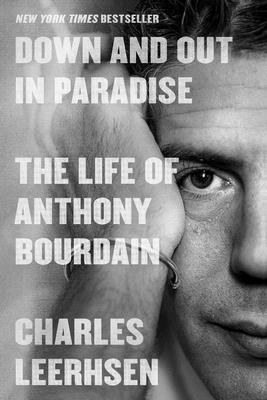 NEW YORK TIMES BESTSELLER
DOWN AND OUT
IN PARADISE
THE LIFE OF
ANTHONY
BOURDAIN
CHARLES
LEERHSEN